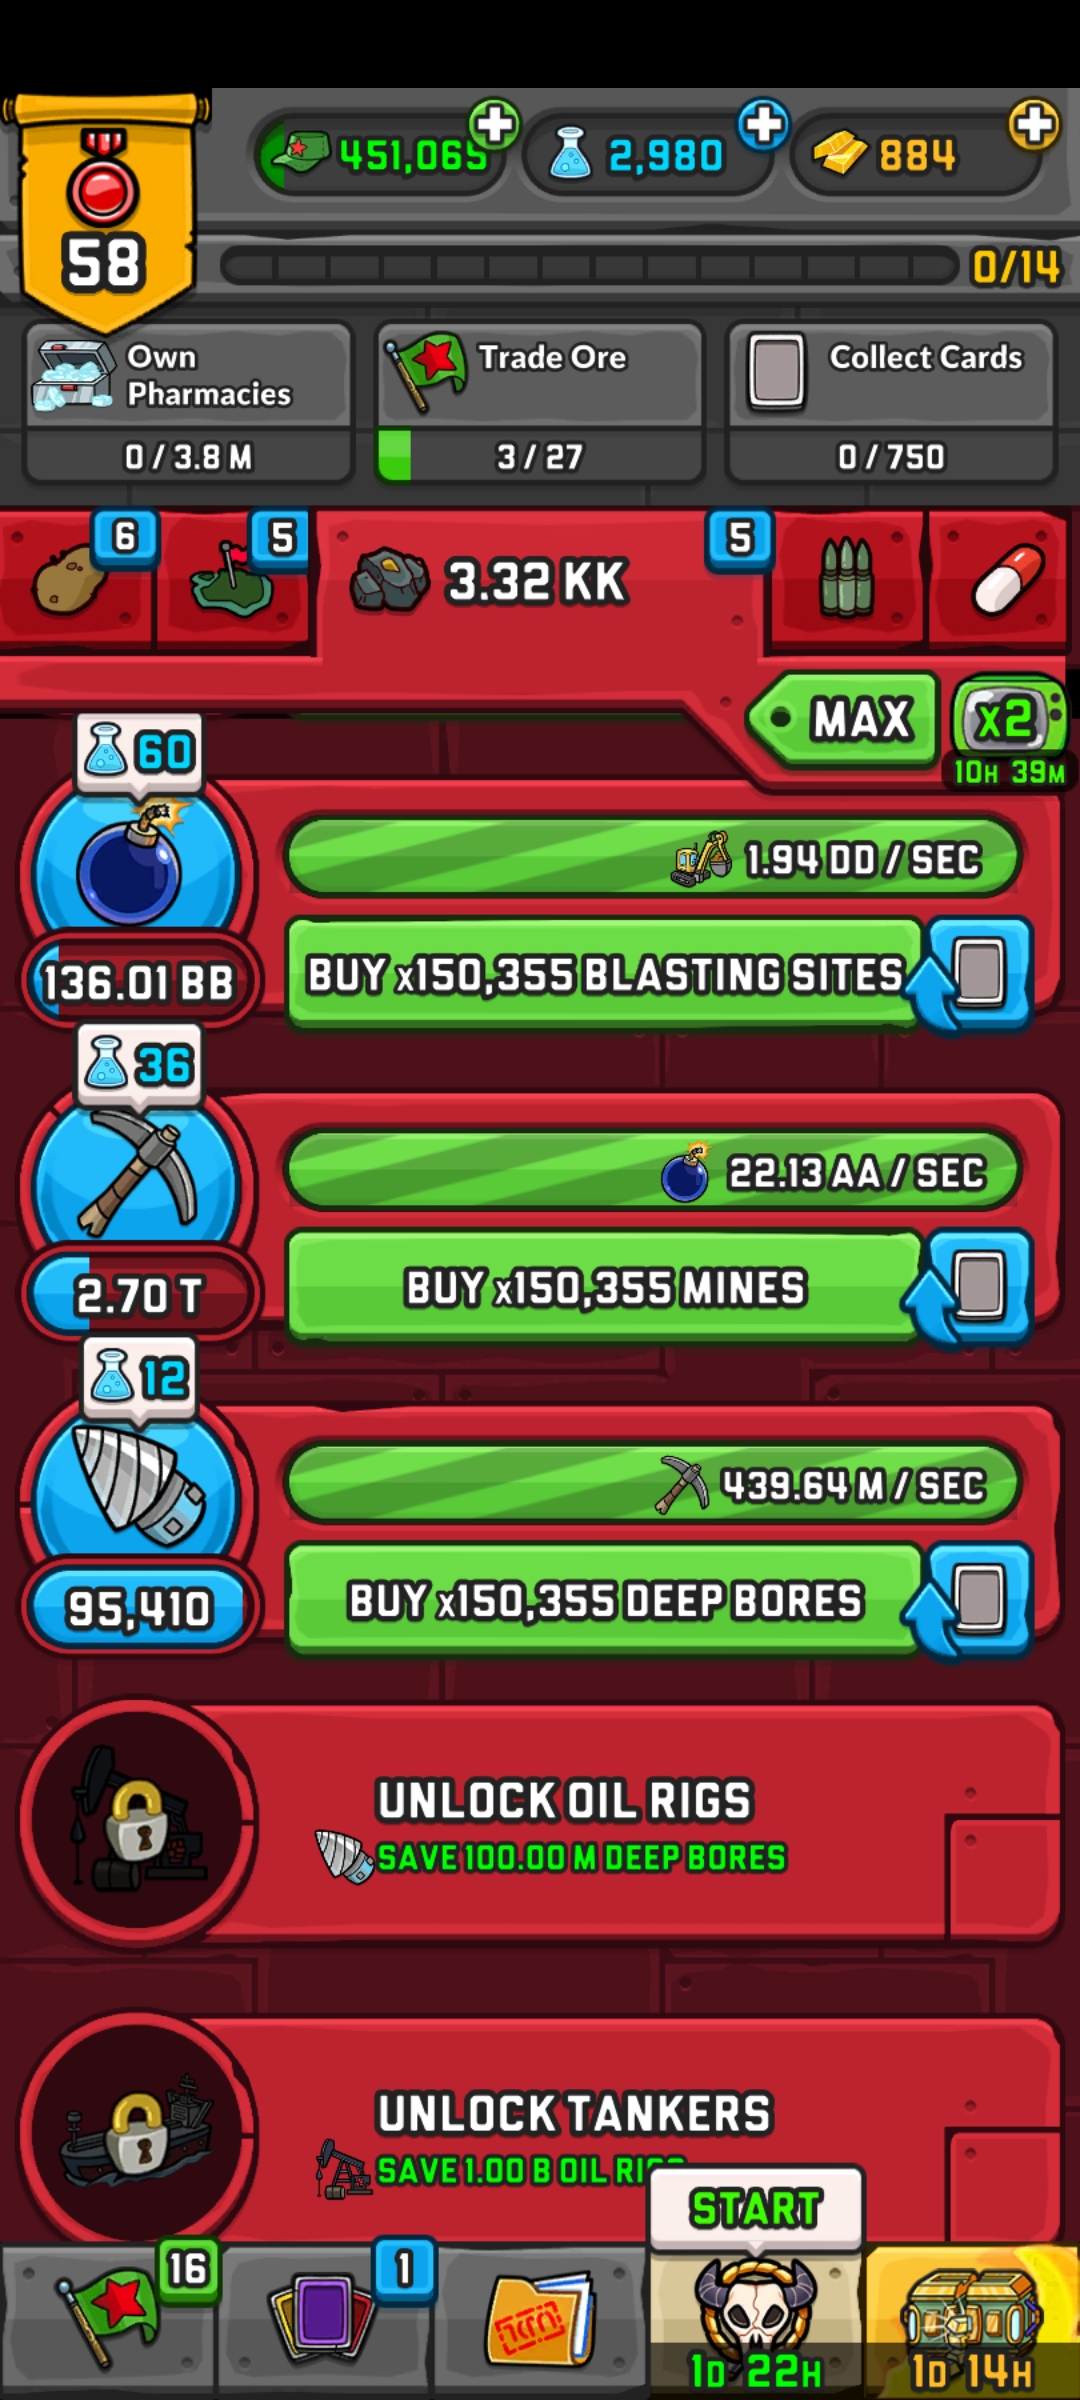 451,065
2,980
884
58
0/14
Own
Pharmacies
Trade Ore
Collect Cards
0 / 3.8 M
3 / 27
0 / 750
6
5
3.32 KK
5
MAX
x2
10H 39M
60
1.94 DD / SEC
BUY x150,355 BLASTING SITES
136.01 BB
36
22.13 AA / SEC
BUY x150,355 MINES
2.70 T
12
439.64 M / SEC
BUY x150,355 DEEP BORES
95,410
UNLOCK OIL RIGS
SAVE 100.00 M DEEP BORES
UNLOCK TANKERS
SAVE 1.00 B OIL
START
16
1
1D 22H
1D 14H